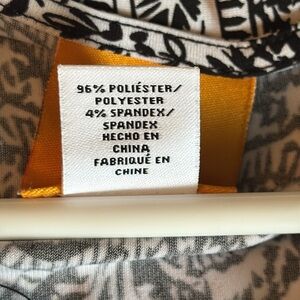 96% POLIÉSTER/
POLYESTER
4% SPANDEX/
SPANDEX
HECHO EN
CHINA
FABRIQUÉ EN
CHINE